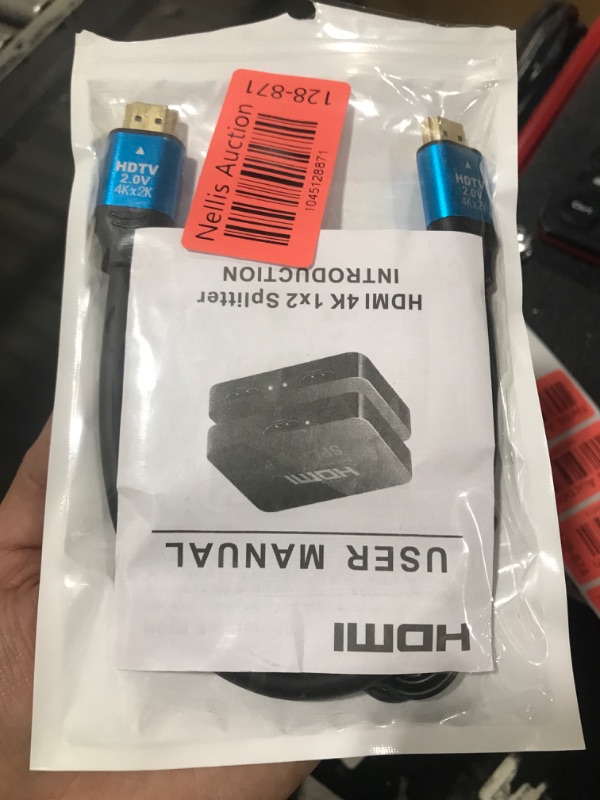 HDTV
2.0V
4Kx2K
128-871
Nellis Auction
1045128871
HDTV
2.0V
4Kx2K
HDMI
USER MANUAL
HDMI
HDMI 4K 1x2 Splitter
INTRODUCTION